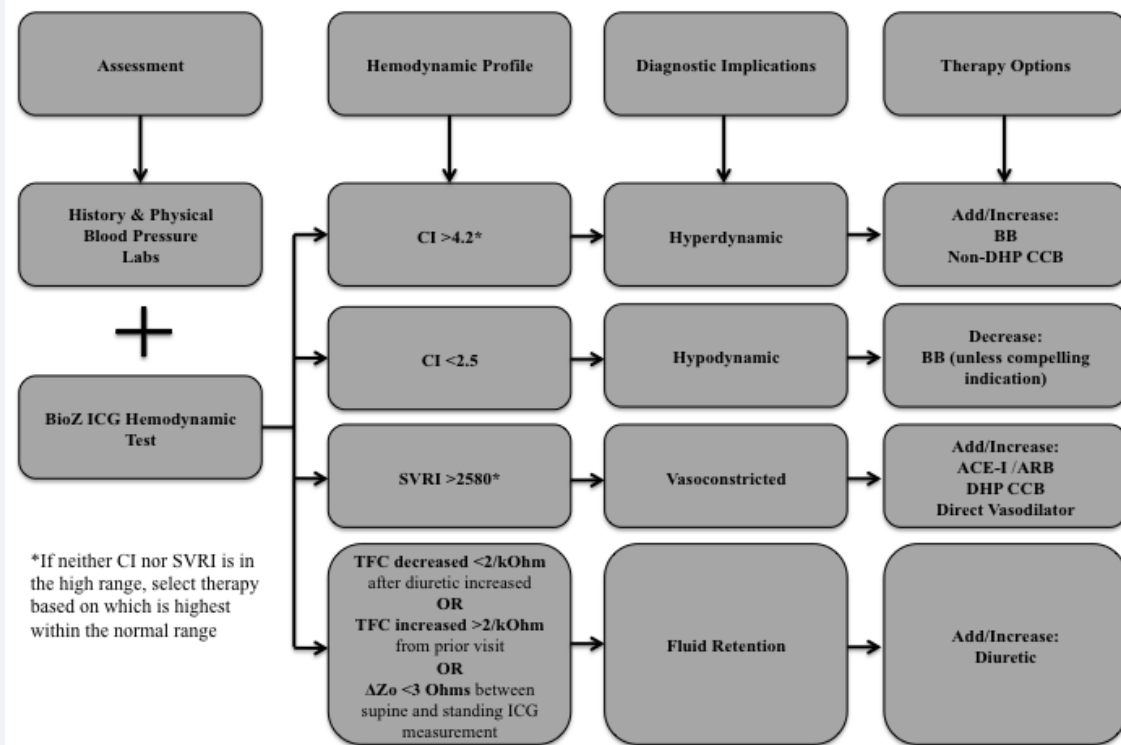 Assessment
Hemodynamic Profile
Diagnostic Implications
Therapy Options
History & Physical
Blood Pressure
Labs
CI >4.2*
Hyperdynamic
Add/Increase:
BB
Non-DHP CCB
CI <2.5
Hypodynamic
Decrease:
BB (unless compelling
indication)
BioZ ICG Hemodynamic
Test
SVRI >2580*
Vasoconstricted
Add/Increase:
ACE-I /ARB
DHP CCB
Direct Vasodilator
*If neither CI nor SVRI is in
the high range, select therapy
based on which is highest
within the normal range
TFC decreased <2/kOhm
after diuretic increased
OR
TFC increased >2/kOhm
from prior visit
OR
ΔZo <3 Ohms between
supine and standing ICG
measurement
Fluid Retention
Add/Increase:
Diuretic